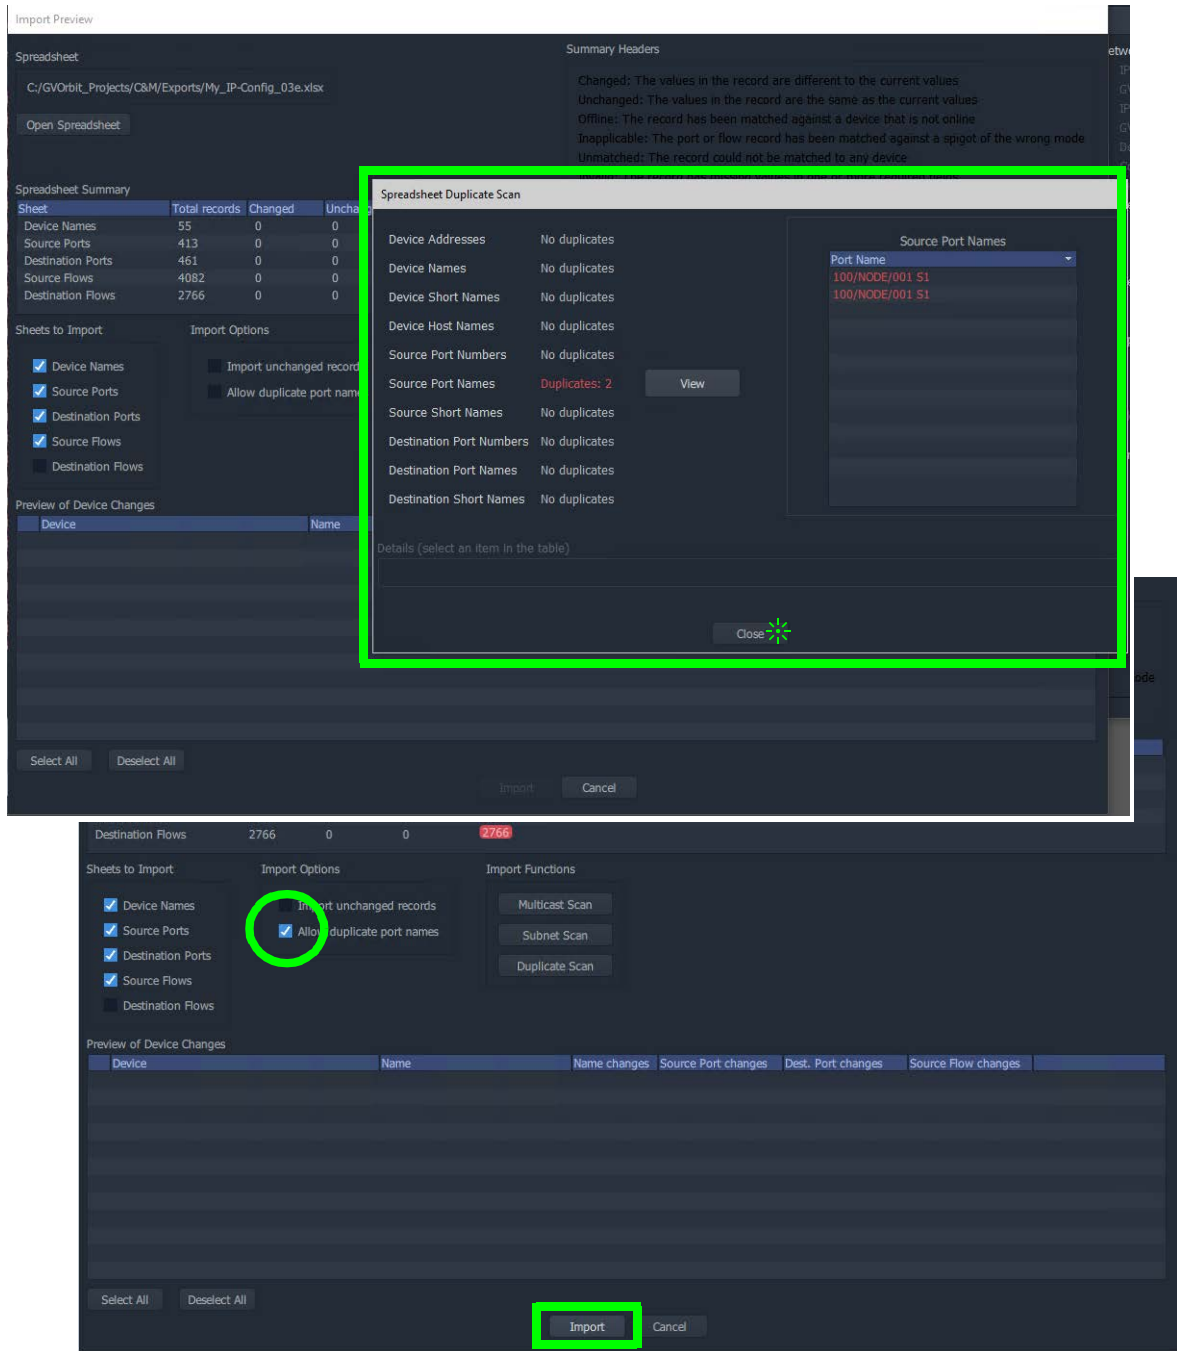 Import Preview
Spreadsheet
Summary Headers
C:/GVOrbit_Projects/C&M/Exports/My_IP-Config_03e.xlsx
Open Spreadsheet
Changed: The values in the record are different to the current values
Unchanged: The values in the record are the same as the current values
Offline: The record has been matched against a device that is not online
Inapplicable: The port or flow record has been matched against a spigot of the wrong mode
Unmatched: The record could not be matched to any device
Spreadsheet Summary
Sheet Total records Changed Unchang
Device Names 55 0 0
Source Ports 413 0 0
Destination Ports 461 0 0
Source Flows 4082 0 0
Destination Flows 2766 0 0
Sheets to Import
Device Names
Source Ports
Destination Ports
Source Flows
Destination Flows
Import Options
Import unchanged record
Allow duplicate port nam
Spreadsheet Duplicate Scan
Device Addresses No duplicates
Device Names No duplicates
Device Short Names No duplicates
Device Host Names No duplicates
Source Port Numbers No duplicates
Source Port Names Duplicates: 2 View
Source Short Names No duplicates
Destination Port Numbers No duplicates
Destination Port Names No duplicates
Destination Short Names No duplicates
Source Port Names
Port Name
100/NODE/001 S1
100/NODE/001 S1
Details (select an item in the table)
Close
Preview of Device Changes
Device Name
Select All Deselect All
Import Cancel
etw
ode
Destination Flows 2766 0 0 2766
Sheets to Import
Device Names
Source Ports
Destination Ports
Source Flows
Destination Flows
Import Options
Import unchanged records
Allow duplicate port names
Import Functions
Multicast Scan
Subnet Scan
Duplicate Scan
Preview of Device Changes
Device Name Name changes Source Port changes Dest. Port changes Source Flow changes
Select All Deselect All
Import Cancel